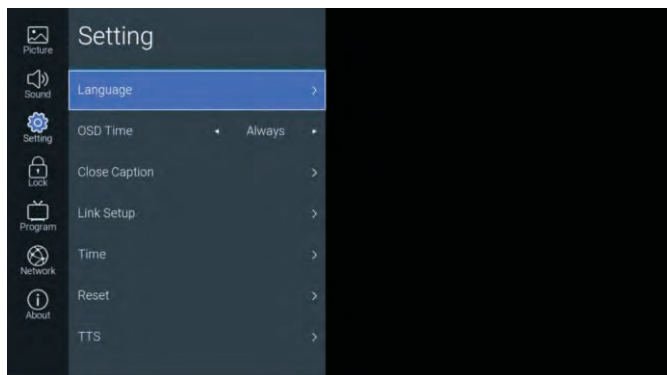 Picture
Sound
Setting
Lock
Program
Network
About
Setting
Language
OSD Time Always
Close Caption
Link Setup
Time
Reset
TTS